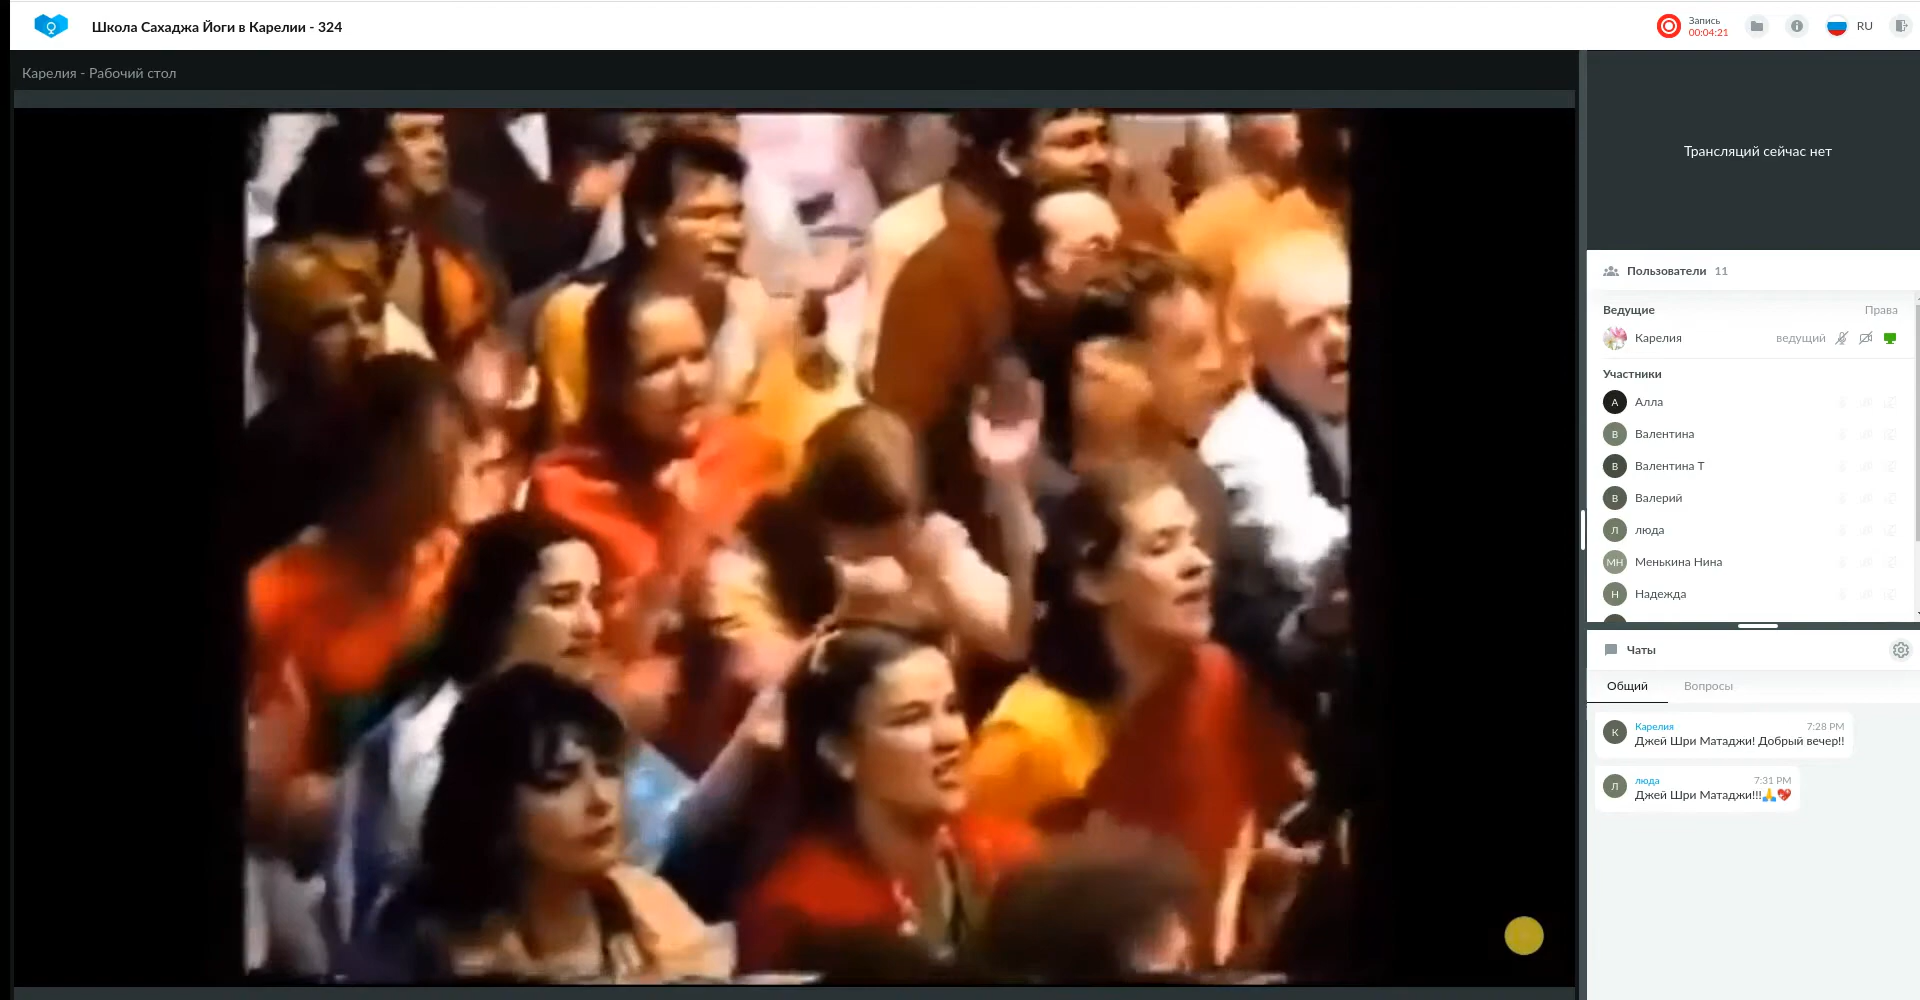 Школа Сахаджа Йоги в Карелии - 324
Запись
00:04:21
RU
Карелия - Рабочий стол
Трансляций сейчас нет
Пользователи 11
Ведущие Права
Карелия ведущий
Участники
А Алла
В Валентина
В Валентина Т
В Валерий
Л люда
МН Менькина Нина
Н Надежда
Чаты
Общий Вопросы
К Карелия 7:28 PM
Джей Шри Матаджи! Добрый вечер!!
Л люда 7:31 PM
Джей Шри Матаджи!!!🙏💖